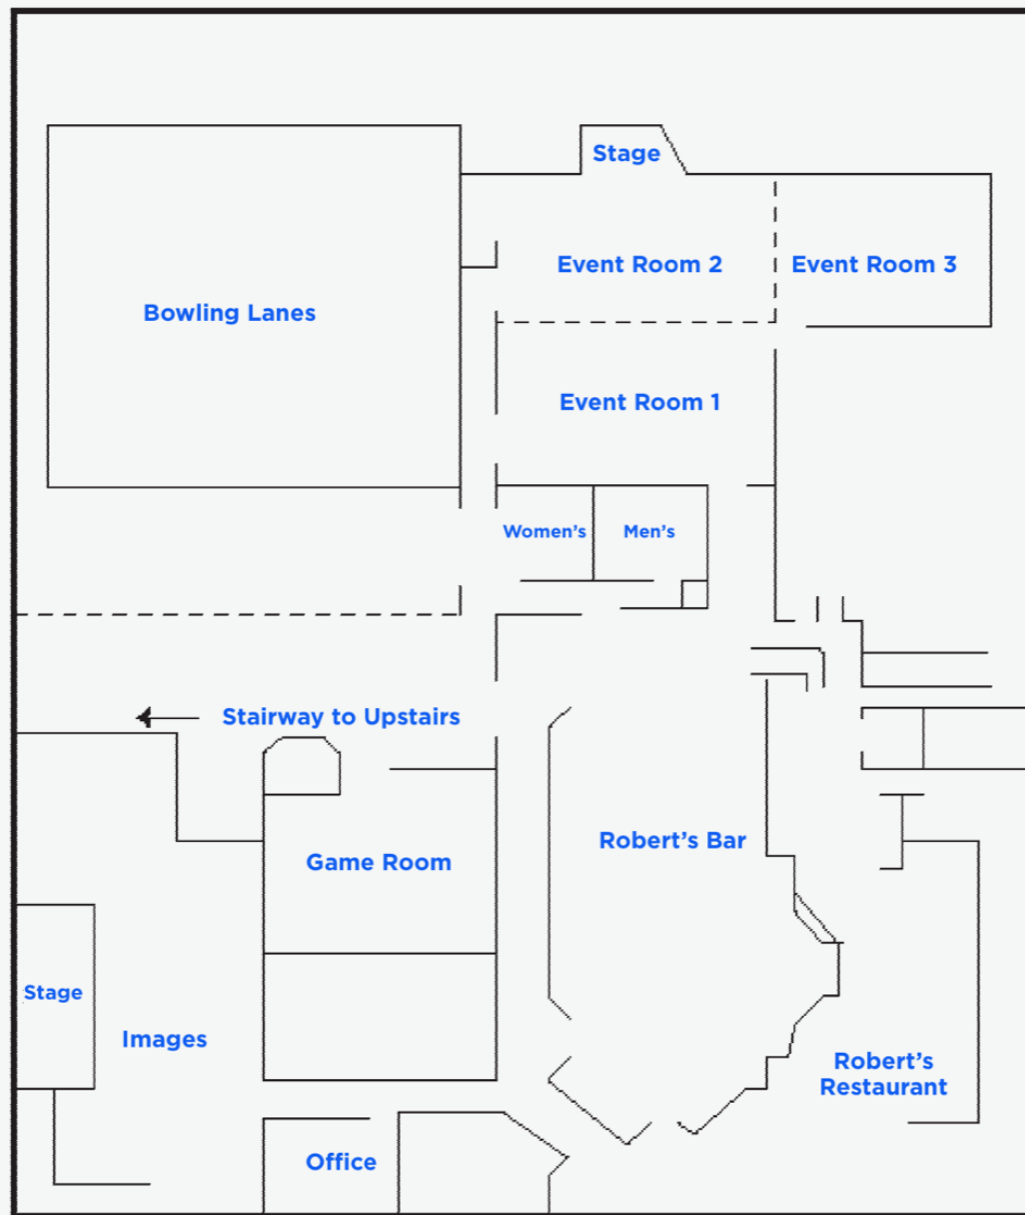 Stage
Event Room 2
Event Room 3
Bowling Lanes
Event Room 1
Women's
Men's
Stairway to Upstairs
Robert's Bar
Game Room
Stage
Images
Robert's
Restaurant
Office